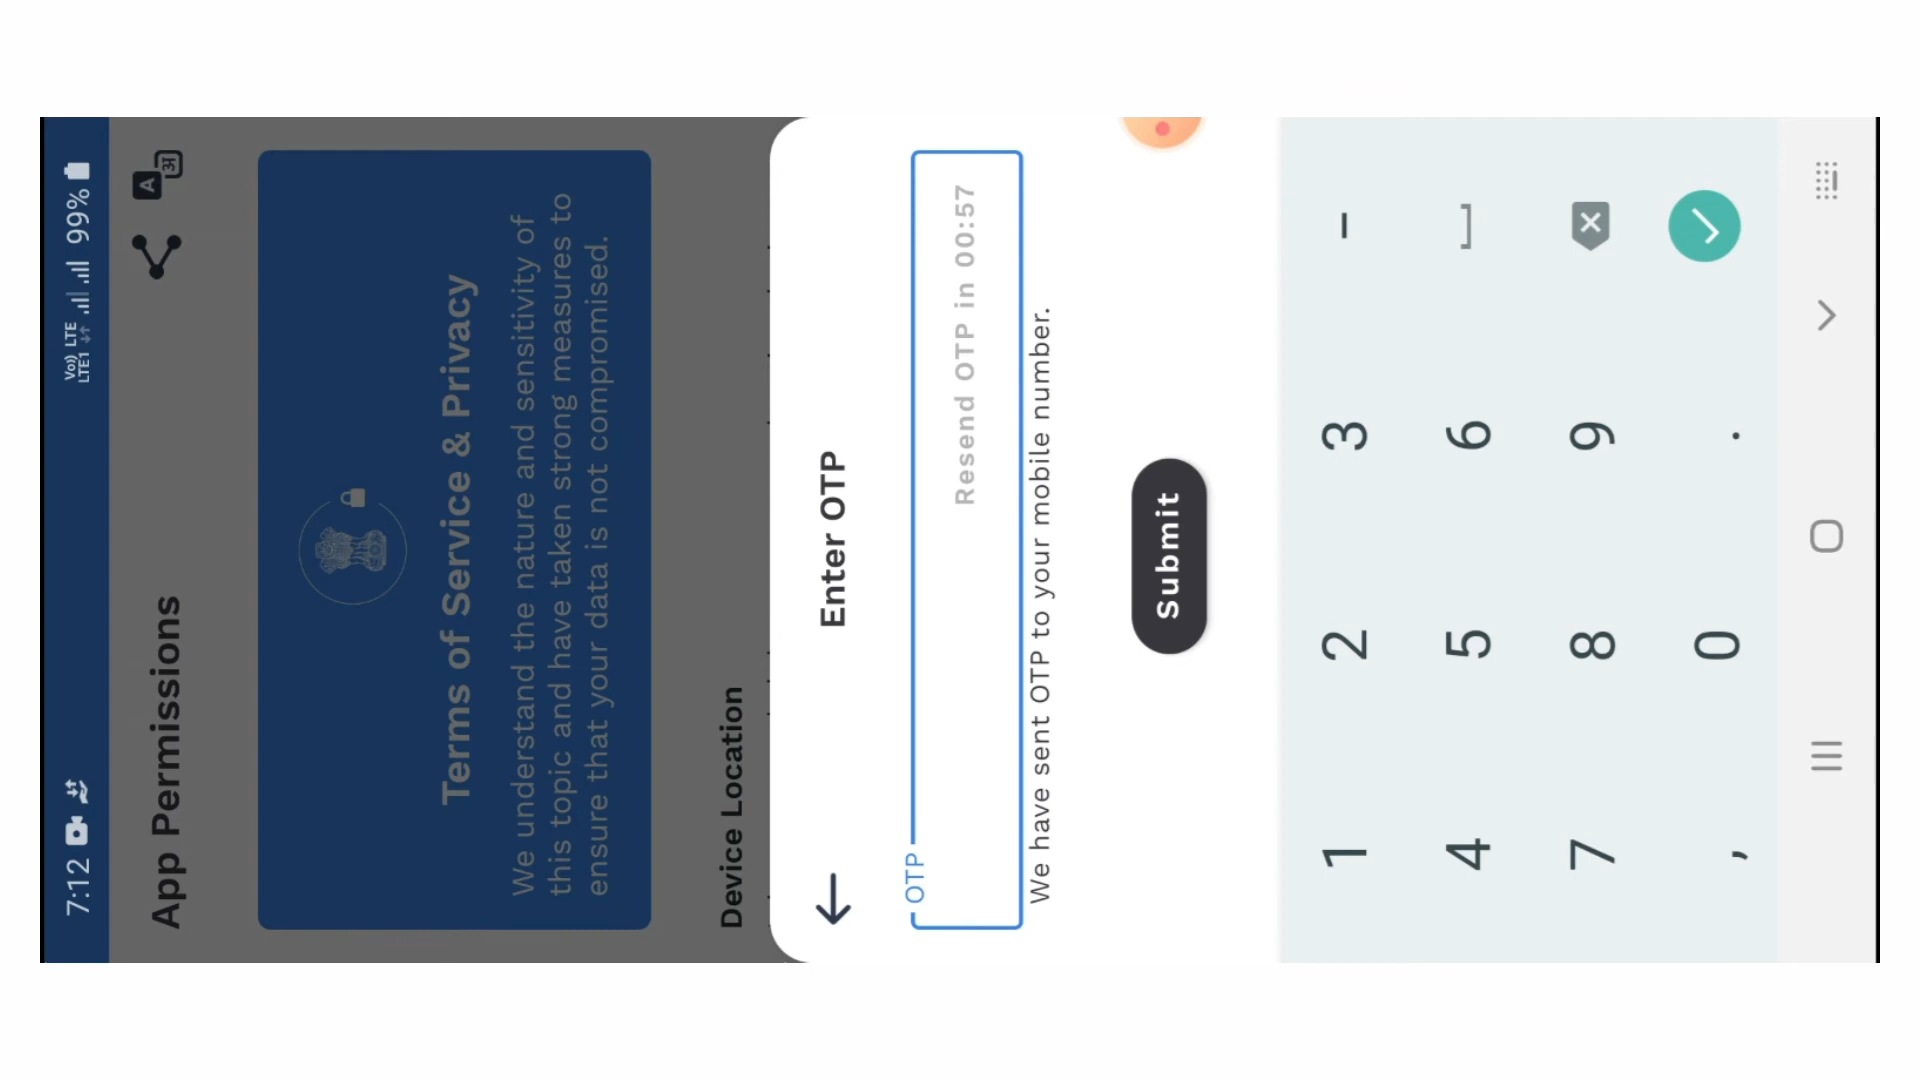 7:12
Vo)) LTE
LTE1
99%
App Permissions
A
अ
Terms of Service & Privacy
We understand the nature and sensitivity of
this topic and have taken strong measures to
ensure that your data is not compromised.
Device Location
Enter OTP
OTP
Resend OTP in 00:57
We have sent OTP to your mobile number.
Submit
1 2 3 -
4 5 6
7 8 9
, 0 .